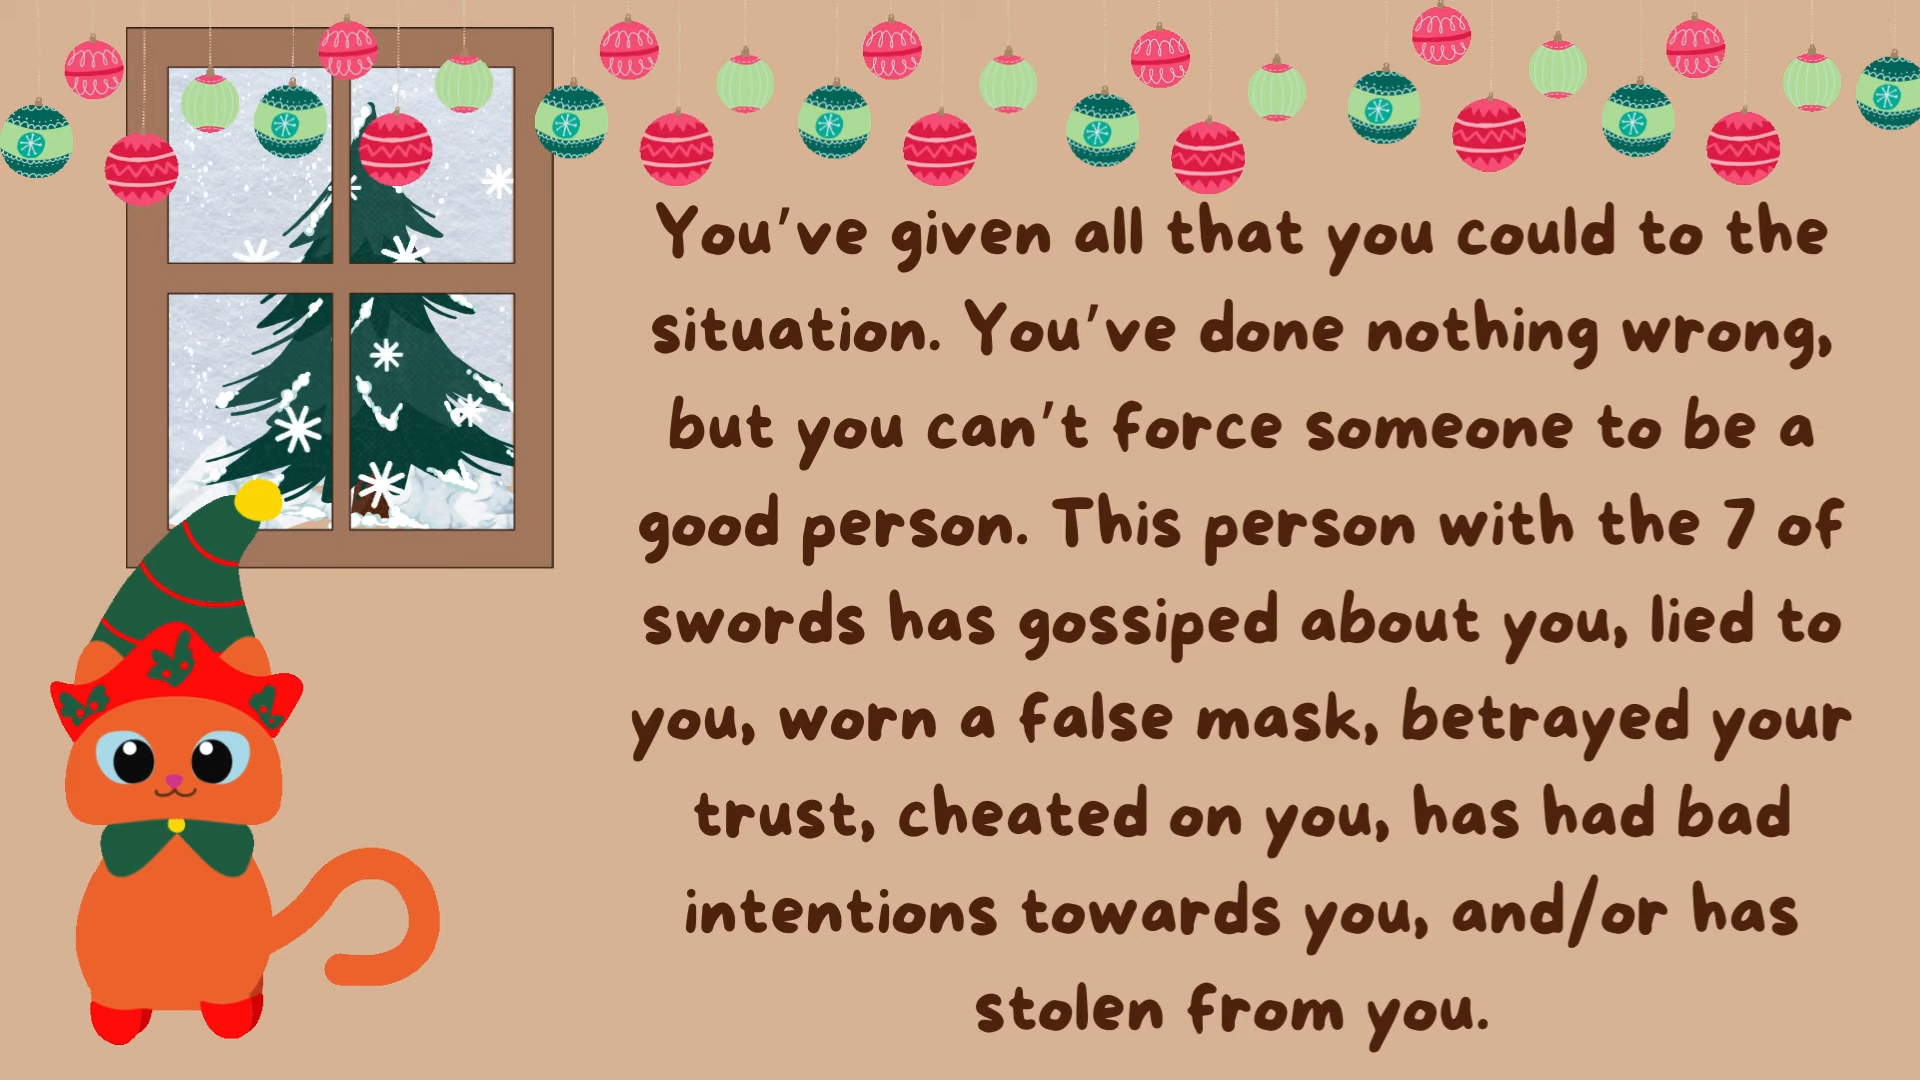 You've given all that you could to the
situation. You've done nothing wrong,
but you can't force someone to be a
good person. This person with the 7 of
swords has gossiped about you, lied to
you, worn a false mask, betrayed your
trust, cheated on you, has had bad
intentions towards you, and/or has
stolen from you.